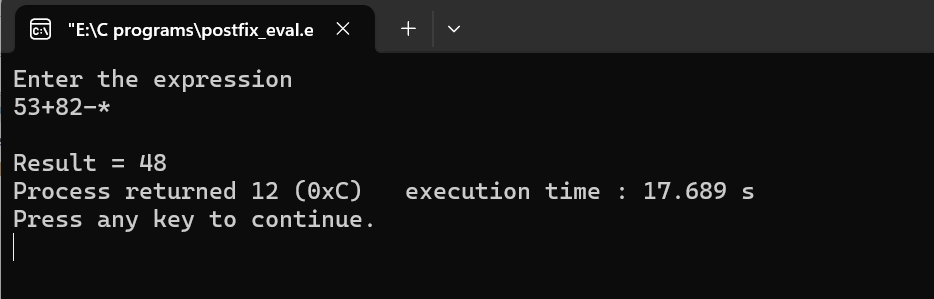 "E:\C programs\postfix_eval.e
Enter the expression
53+82-*
Result = 48
Process returned 12 (0xC)   execution time : 17.689 s
Press any key to continue.